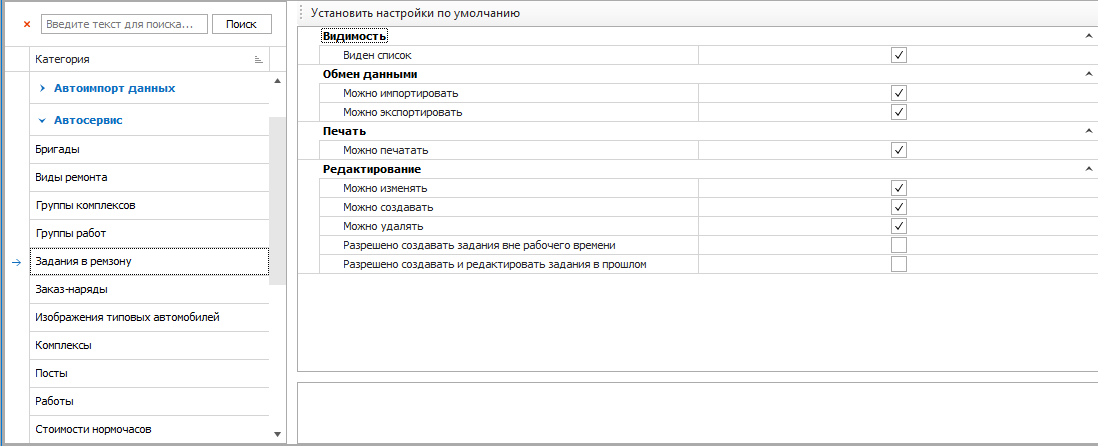 Введите текст для поиска...
Поиск
Категория
Автоимпорт данных
Автосервис
Бригады
Виды ремонта
Группы комплексов
Группы работ
Задания в ремзону
Заказ-наряды
Изображения типовых автомобилей
Комплексы
Посты
Работы
Стоимости нормочасов
Установить настройки по умолчанию
Видимость
Виден список
Обмен данными
Можно импортировать
Можно экспортировать
Печать
Можно печатать
Редактирование
Можно изменять
Можно создавать
Можно удалять
Разрешено создавать задания вне рабочего времени
Разрешено создавать и редактировать задания в прошлом